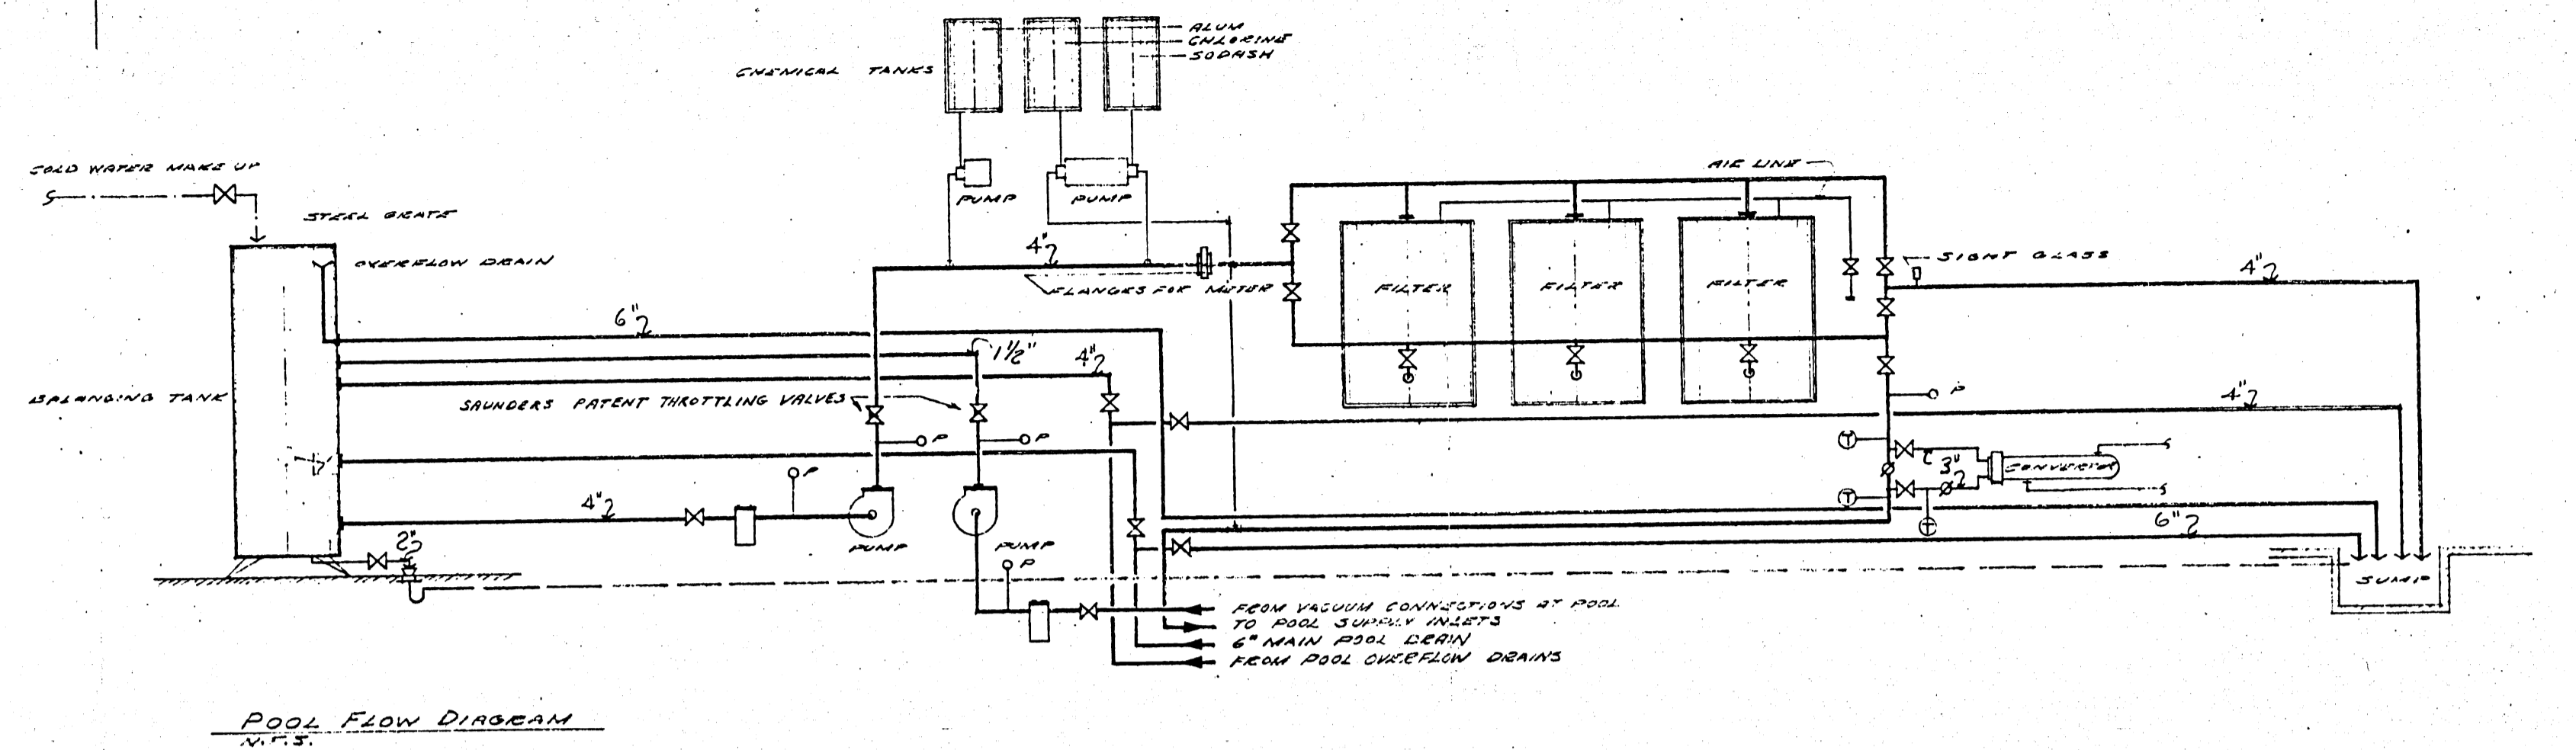 ALUM
CHLORINE
SODASH
CHEMICAL TANKS
COLD WATER MAKE UP
AIR LINE
PUMP
PUMP
STEEL GRATE
4"
OVERFLOW DRAIN
SIGHT GLASS
4"
FLANGES FOR METER
FILTER
FILTER
FILTER
6"
1½"
4"
BALANCING TANK
SAUNDERS PATENT THROTTLING VALVES
P
4"
P
P
T
P
3"
CONVERTOR
4"
T
6"
T
2"
PUMP
PUMP
P
SUMP
FROM VACUUM CONNECTIONS AT POOL
TO POOL SUPPLY INLETS
6" MAIN POOL DRAIN
FROM POOL OVERFLOW DRAINS
POOL FLOW DIAGRAM
N.T.S.